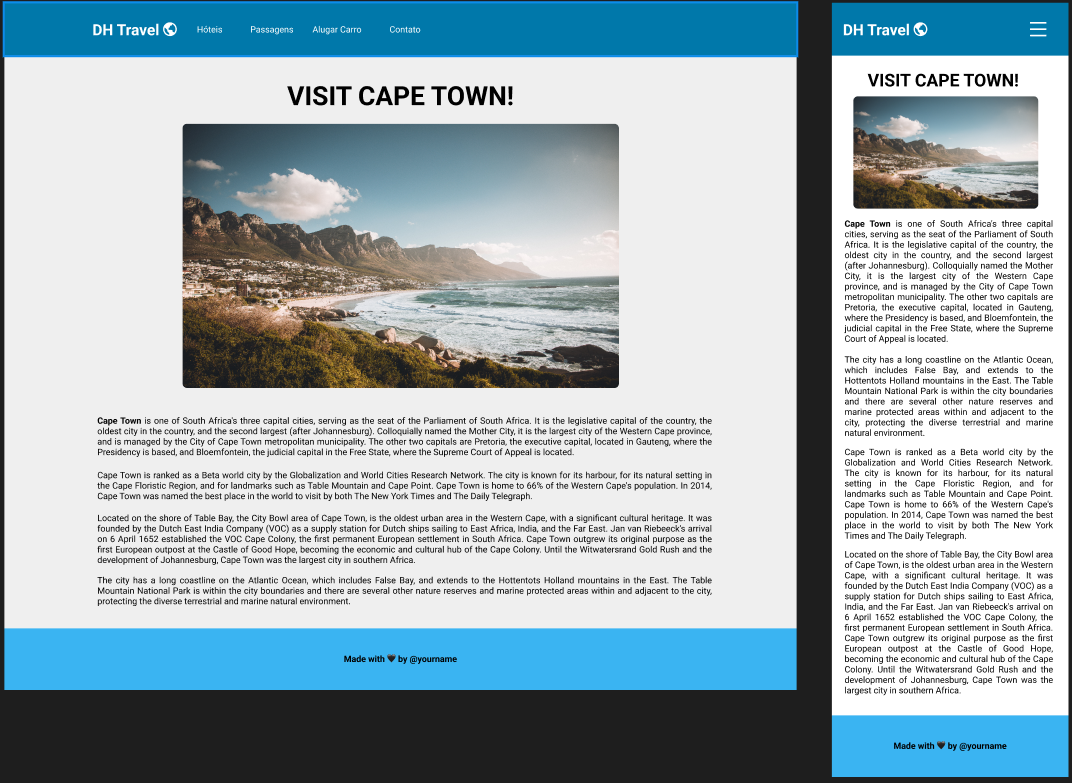 DH Travel
Hóteis
Passagens
Alugar Carro
Contato
VISIT CAPE TOWN!
Cape Town is one of South Africa's three capital cities, serving as the seat of the Parliament of South Africa. It is the legislative capital of the country, the
oldest city in the country, and the second largest (after Johannesburg). Colloquially named the Mother City, it is the largest city of the Western Cape province,
and is managed by the City of Cape Town metropolitan municipality. The other two capitals are Pretoria, the executive capital, located in Gauteng, where the
Presidency is based, and Bloemfontein, the judicial capital in the Free State, where the Supreme Court of Appeal is located.
Cape Town is ranked as a Beta world city by the Globalization and World Cities Research Network. The city is known for its harbour, for its natural setting in
the Cape Floristic Region, and for landmarks such as Table Mountain and Cape Point. Cape Town is home to 66% of the Western Cape's population. In 2014,
Cape Town was named the best place in the world to visit by both The New York Times and The Daily Telegraph.
Located on the shore of Table Bay, the City Bowl area of Cape Town, is the oldest urban area in the Western Cape, with a significant cultural heritage. It was
founded by the Dutch East India Company (VOC) as a supply station for Dutch ships sailing to East Africa, India, and the Far East. Jan van Riebeeck's arrival
on 6 April 1652 established the VOC Cape Colony, the first permanent European settlement in South Africa. Cape Town outgrew its original purpose as the
first European outpost at the Castle of Good Hope, becoming the economic and cultural hub of the Cape Colony. Until the Witwatersrand Gold Rush and the
development of Johannesburg, Cape Town was the largest city in southern Africa.
The city has a long coastline on the Atlantic Ocean, which includes False Bay, and extends to the Hottentots Holland mountains in the East. The Table
Mountain National Park is within the city boundaries and there are several other nature reserves and marine protected areas within and adjacent to the city,
protecting the diverse terrestrial and marine natural environment.
Made with 🖤 by @yourname
DH Travel
VISIT CAPE TOWN!
Cape Town is one of South Africa's three capital
cities, serving as the seat of the Parliament of South
Africa. It is the legislative capital of the country, the
oldest city in the country, and the second largest
(after Johannesburg). Colloquially named the Mother
City, it is the largest city of the Western Cape
province, and is managed by the City of Cape Town
metropolitan municipality. The other two capitals are
Pretoria, the executive capital, located in Gauteng,
where the Presidency is based, and Bloemfontein, the
judicial capital in the Free State, where the Supreme
Court of Appeal is located.
The city has a long coastline on the Atlantic Ocean,
which includes False Bay, and extends to the
Hottentots Holland mountains in the East. The Table
Mountain National Park is within the city boundaries
and there are several other nature reserves and
marine protected areas within and adjacent to the
city, protecting the diverse terrestrial and marine
natural environment.
Cape Town is ranked as a Beta world city by the
Globalization and World Cities Research Network.
The city is known for its harbour, for its natural
setting in the Cape Floristic Region, and for
landmarks such as Table Mountain and Cape Point.
Cape Town is home to 66% of the Western Cape's
population. In 2014, Cape Town was named the best
place in the world to visit by both The New York
Times and The Daily Telegraph.
Located on the shore of Table Bay, the City Bowl area
of Cape Town, is the oldest urban area in the Western
Cape, with a significant cultural heritage. It was
founded by the Dutch East India Company (VOC) as a
supply station for Dutch ships sailing to East Africa,
India, and the Far East. Jan van Riebeeck's arrival on
6 April 1652 established the VOC Cape Colony, the
first permanent European settlement in South Africa.
Cape Town outgrew its original purpose as the first
European outpost at the Castle of Good Hope,
becoming the economic and cultural hub of the Cape
Colony. Until the Witwatersrand Gold Rush and the
development of Johannesburg, Cape Town was the
largest city in southern Africa.
Made with 🖤 by @yourname